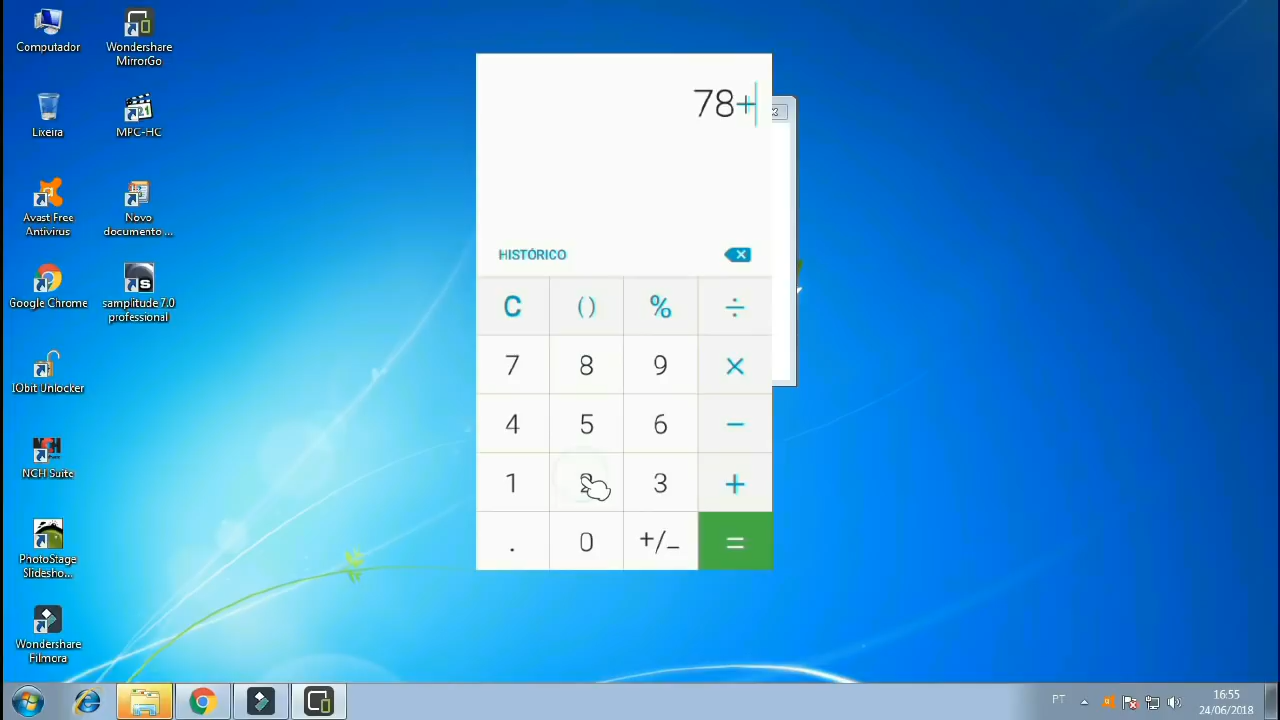 Computador
Wondershare
MirrorGo
Lixeira
MPC-HC
Avast Free
Antivirus
Novo
documento ...
Google Chrome
samplitude 7.0
professional
IObit Unlocker
NCH Suite
PhotoStage
Slidesho...
Wondershare
Filmora
78+
HISTÓRICO
C
( )
%
÷
7
8
9
×
4
5
6
−
1
2
3
+
.
0
+/−
=
PT
16:55
24/06/2018